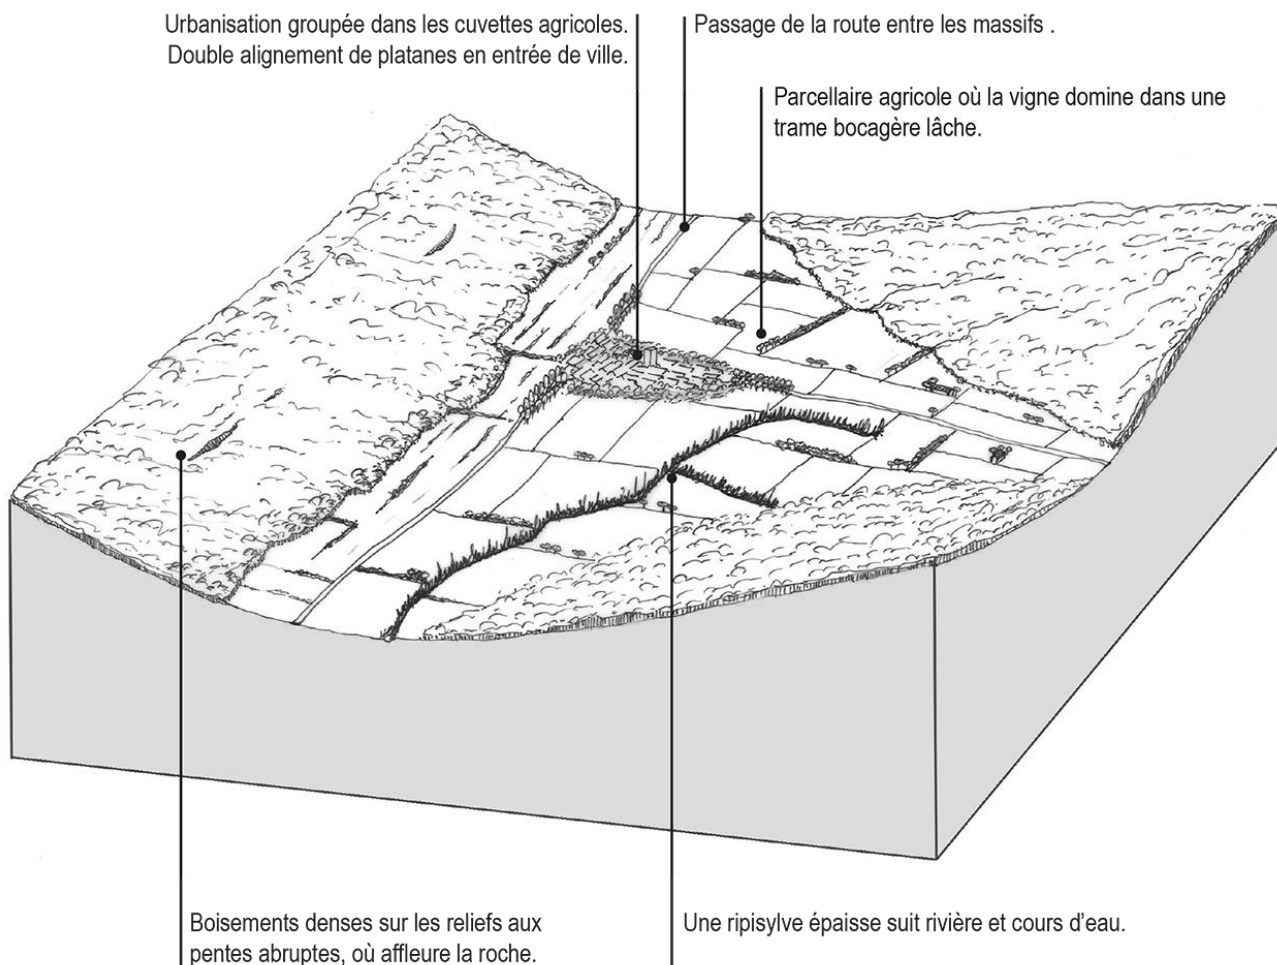 Urbanisation groupée dans les cuvettes agricoles.
Double alignement de platanes en entrée de ville.
Passage de la route entre les massifs .
Parcellaire agricole où la vigne domine dans une
trame bocagère lâche.
Boisements denses sur les reliefs aux
pentes abruptes, où affleure la roche.
Une ripisylve épaisse suit rivière et cours d’eau.